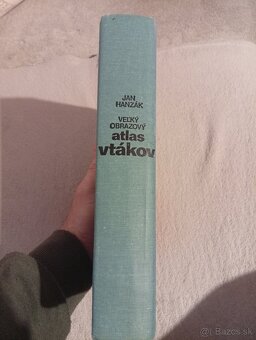 JAN
HANZÁK
VEĽKÝ
OBRAZOVÝ
atlas
vtákov
Bazos.sk